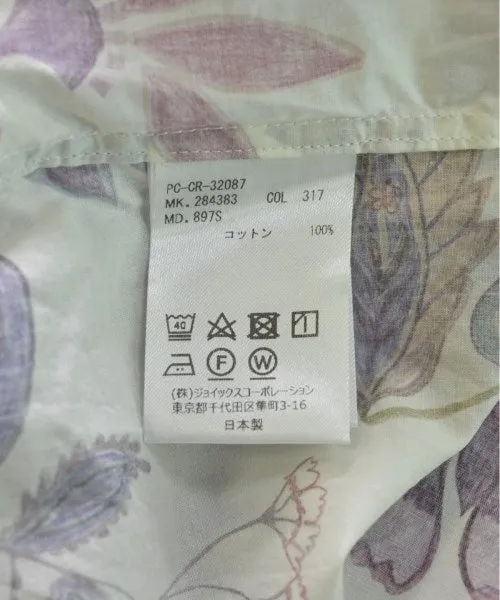 PC-CR-32087
MK. 284383 COL 317
MD. 897S
コットン 100%
40
F W
(株)ジョイックスコーポレーション
東京都千代田区隼町3-16
日本製